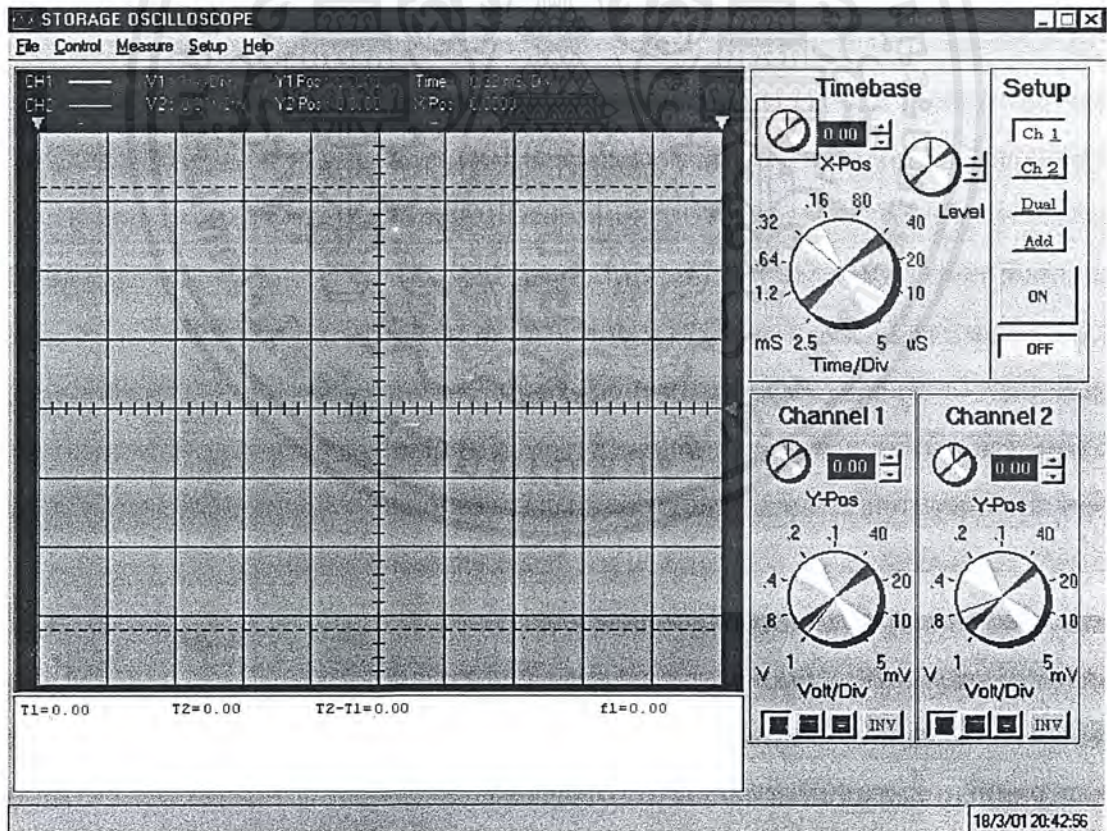 STORAGE OSCILLOSCOPE
File Control Measure Setup Help
CH1 V1 Y1 Pos Time 0.32 mS
CH2 V2: Y2 Pos X Pos 0.0000
Timebase
0.00
X-Pos
Level
.16 80
.32 40
.64 20
1.2 10
mS 2.5 5 uS
Time/Div
Setup
Ch 1
Ch 2
Dual
Add
ON
OFF
Channel 1
0.00
Y-Pos
.2 .1 40
.4 20
.8 10
V 1 5 mV
Volt/Div
INV
Channel 2
0.00
Y-Pos
.2 .1 40
.4 20
.8 10
V 1 5 mV
Volt/Div
INV
T1=0.00 T2=0.00 T2-T1=0.00 f1=0.00
18/3/01 20:42:56